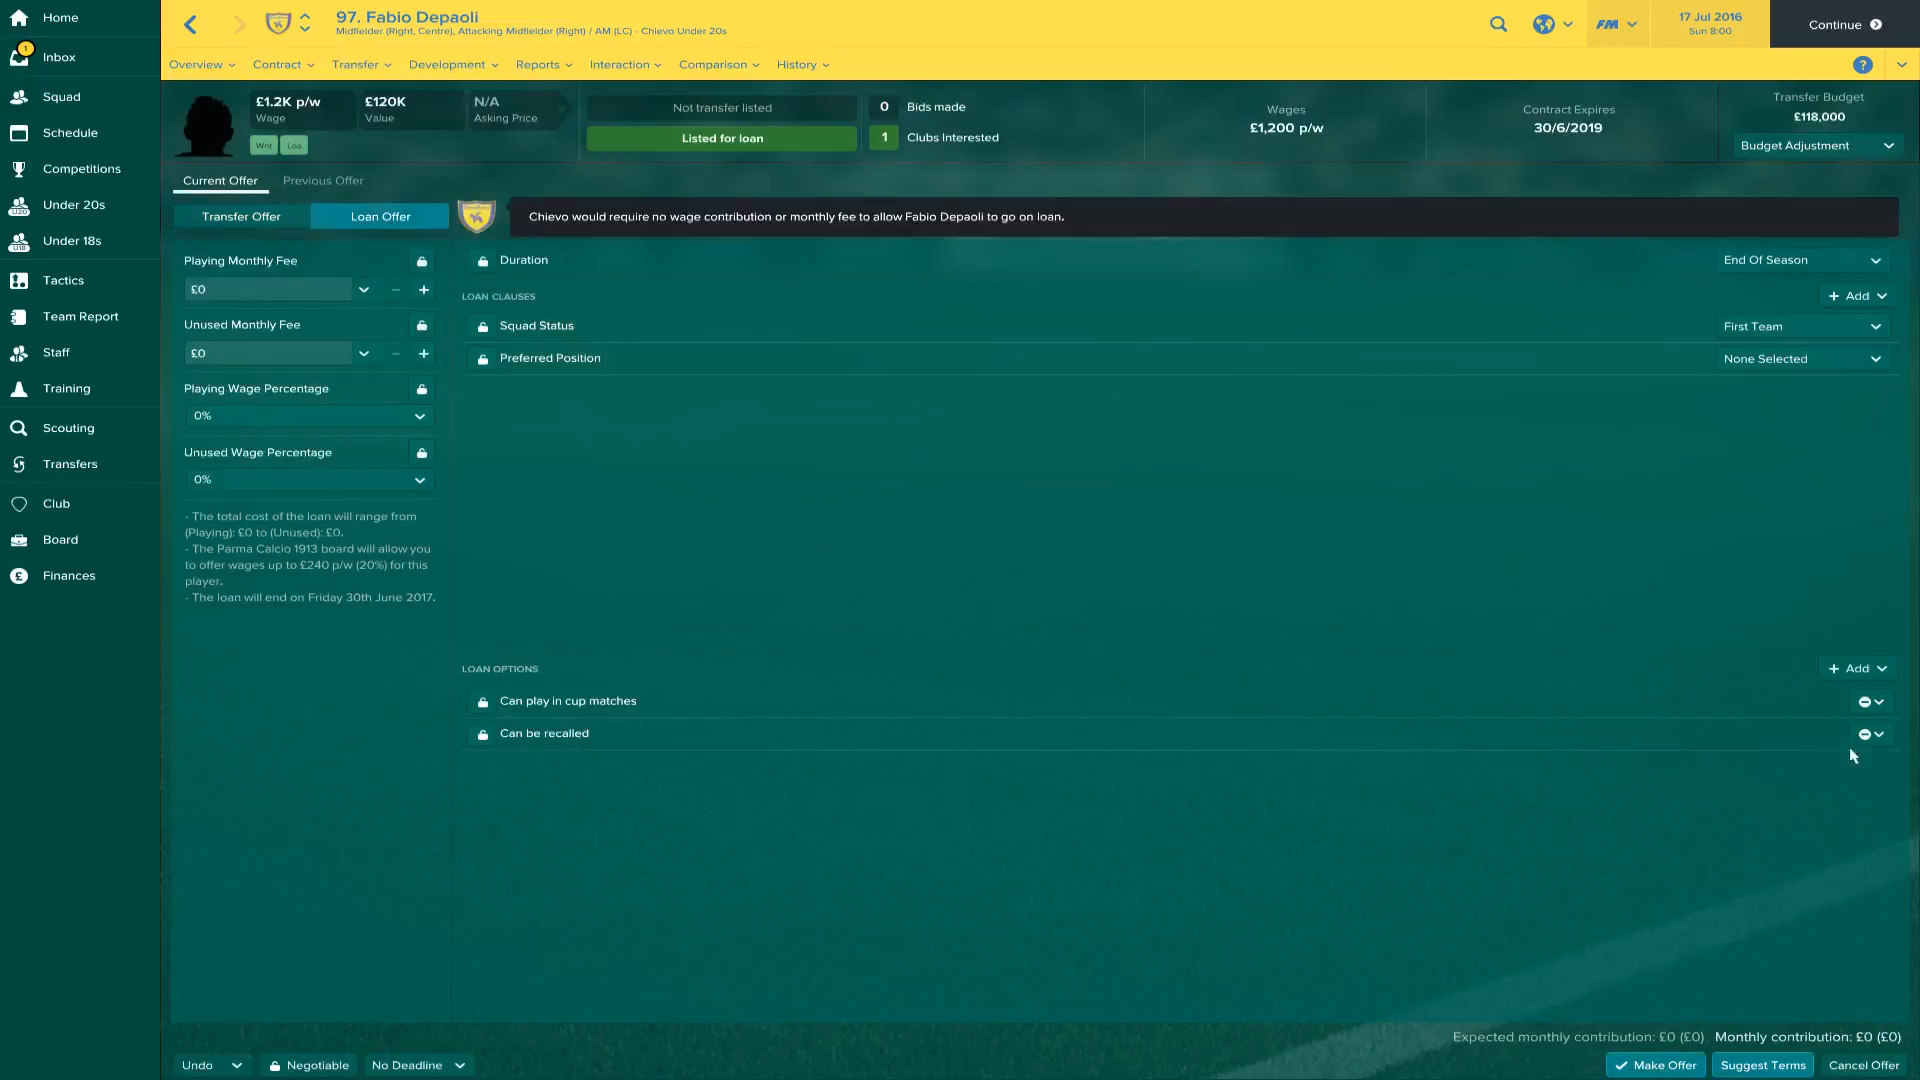 Home
97. Fabio Depaoli
Midfielder (Right, Centre), Attacking Midfielder (Right) / AM (LC) - Chievo Under 20s
FM
17 Jul 2016
Sun 8:00
Continue
1
Inbox
Overview
Contract
Transfer
Development
Reports
Interaction
Comparison
History
?
Squad
Schedule
Competitions
U20
Under 20s
U18
Under 18s
Tactics
Team Report
Staff
Training
Scouting
Transfers
Club
Board
£
Finances
£1.2K p/w
Wage
£120K
Value
N/A
Asking Price
Wnt
Loa
Not transfer listed
Listed for loan
0 Bids made
1 Clubs Interested
Wages
£1,200 p/w
Contract Expires
30/6/2019
Transfer Budget
£118,000
Budget Adjustment
Current Offer
Previous Offer
Transfer Offer
Loan Offer
Chievo would require no wage contribution or monthly fee to allow Fabio Depaoli to go on loan.
Playing Monthly Fee
£0
Unused Monthly Fee
£0
Playing Wage Percentage
0%
Unused Wage Percentage
0%
- The total cost of the loan will range from
(Playing): £0 to (Unused): £0.
- The Parma Calcio 1913 board will allow you
to offer wages up to £240 p/w (20%) for this
player.
- The loan will end on Friday 30th June 2017.
Duration
End Of Season
LOAN CLAUSES
+ Add
Squad Status
First Team
Preferred Position
None Selected
LOAN OPTIONS
+ Add
Can play in cup matches
Can be recalled
Expected monthly contribution: £0 (£0)
Monthly contribution: £0 (£0)
Undo
Negotiable
No Deadline
Make Offer
Suggest Terms
Cancel Offer